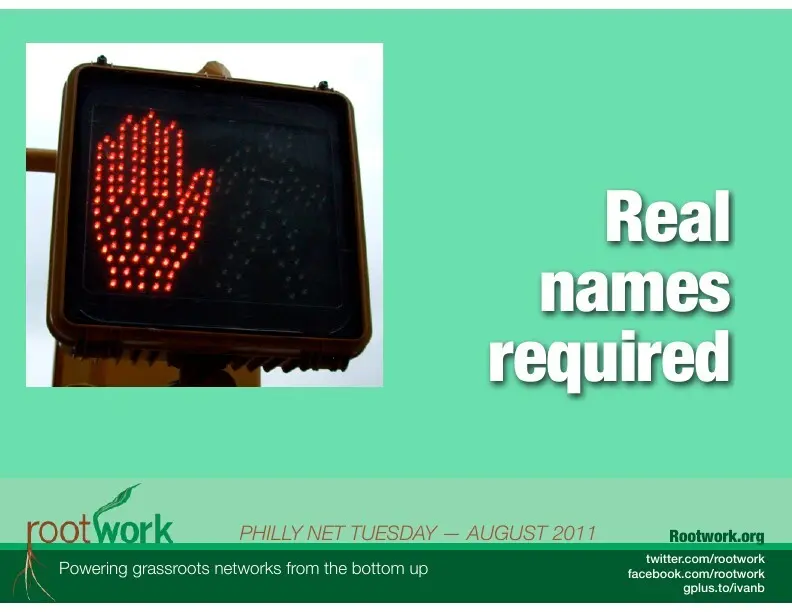 Real
names
required
rootwork
PHILLY NET TUESDAY — AUGUST 2011
Rootwork.org
Powering grassroots networks from the bottom up
twitter.com/rootwork
facebook.com/rootwork
gplus.to/ivanb